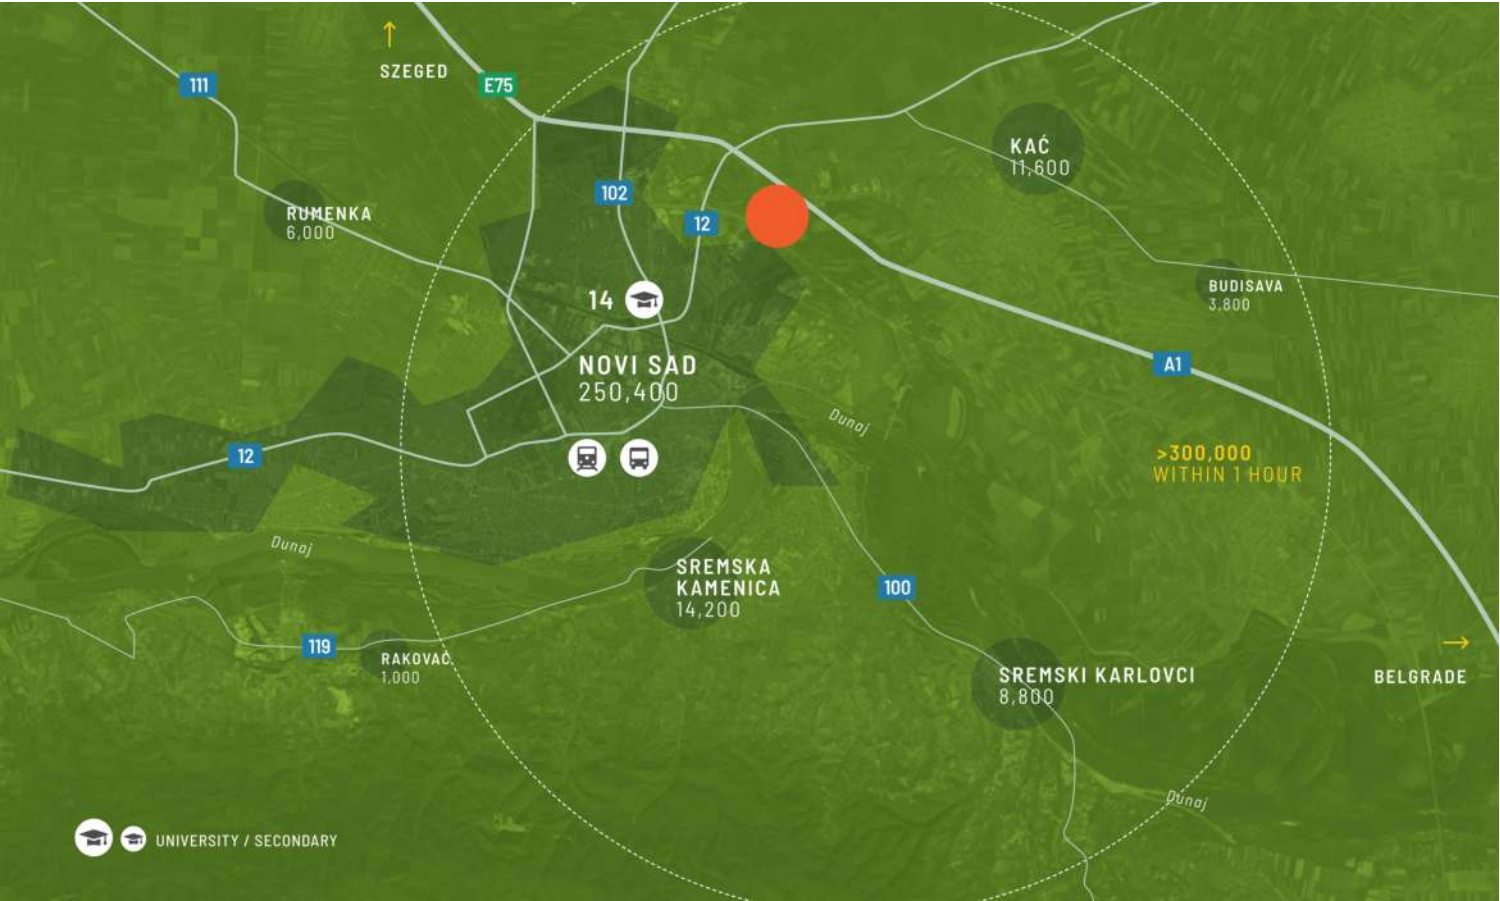 SZEGED
111
E75
KAĆ
11,600
102
RUMENKA
6,000
12
BUDISAVA
3,800
14
NOVI SAD
250,400
A1
Dunaj
12
>300,000
WITHIN 1 HOUR
Dunaj
SREMSKA
KAMENICA
14,200
100
119
RAKOVAĆ
1,000
SREMSKI KARLOVCI
8,800
BELGRADE
Dunaj
UNIVERSITY / SECONDARY